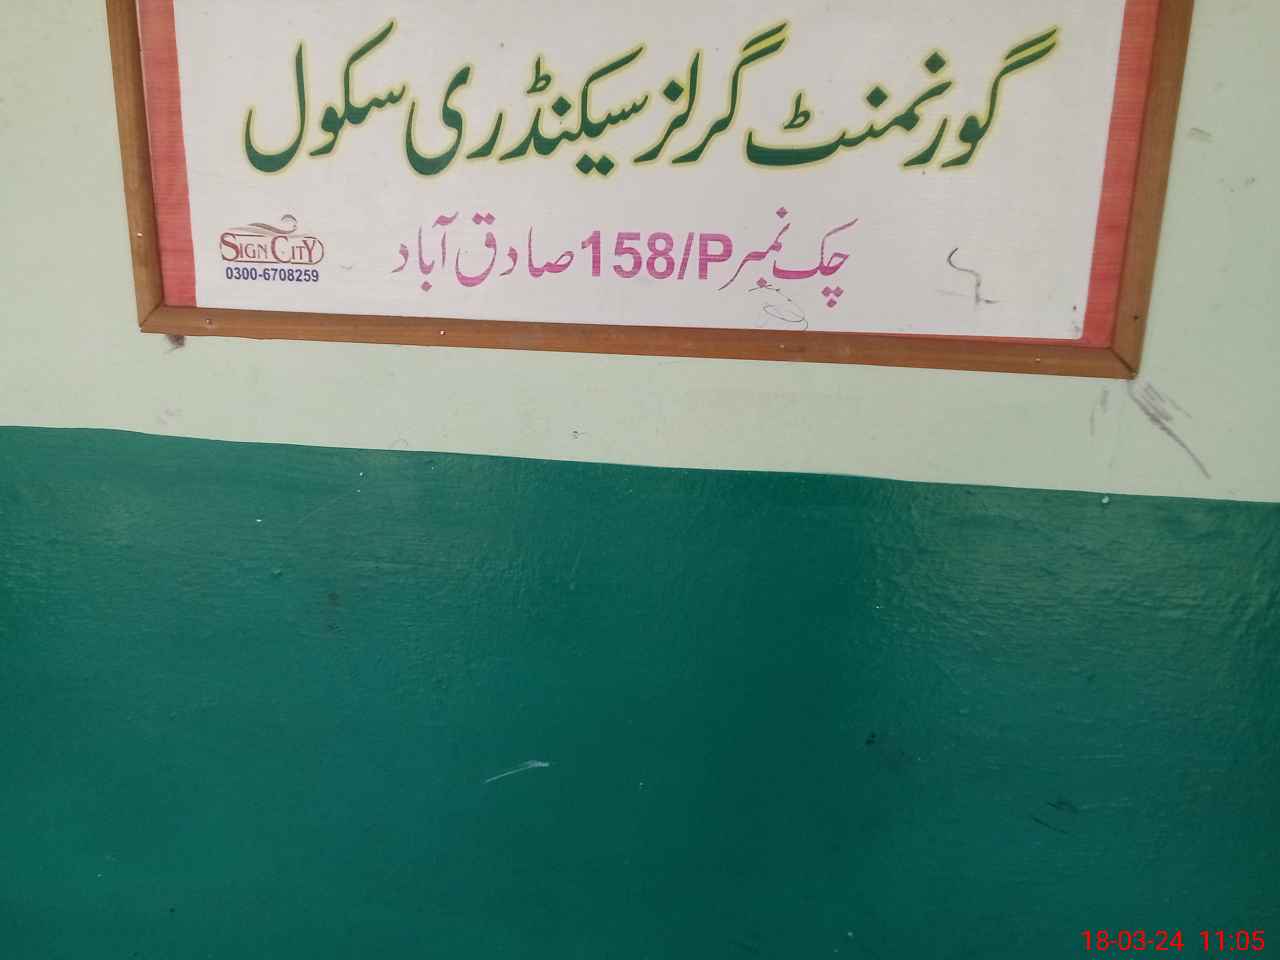 گورنمنٹ گرلز سیکنڈری سکول
چک نمبر 158/P صادق آباد
SIGN CITY
0300-6708259
18-03-24 11:05